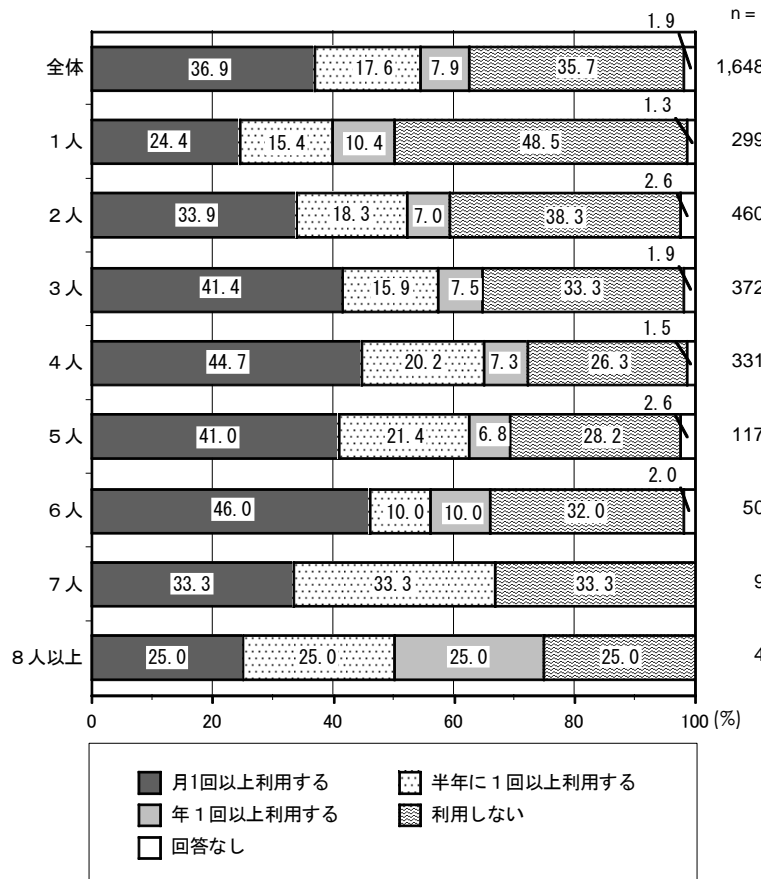 1.9 n =
全体 36.9 17.6 7.9 35.7 1,648
1.3
1人 24.4 15.4 10.4 48.5 299
2.6
2人 33.9 18.3 7.0 38.3 460
1.9
3人 41.4 15.9 7.5 33.3 372
1.5
4人 44.7 20.2 7.3 26.3 331
2.6
5人 41.0 21.4 6.8 28.2 117
2.0
6人 46.0 10.0 10.0 32.0 50
7人 33.3 33.3 33.3 9
8人以上 25.0 25.0 25.0 25.0 4
0 20 40 60 80 100 (%)
月1回以上利用する 半年に1回以上利用する
年1回以上利用する 利用しない
回答なし